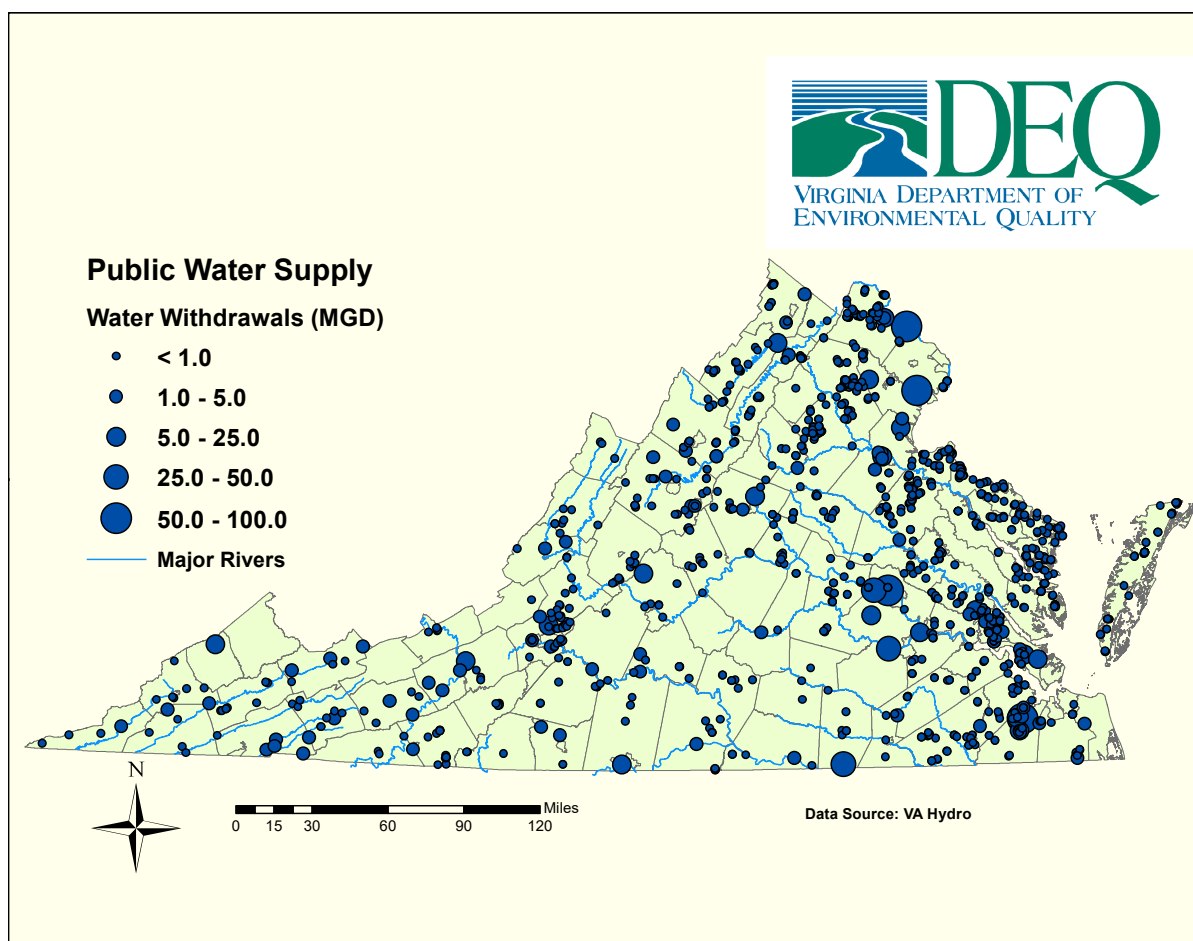 DEQ
VIRGINIA DEPARTMENT OF
ENVIRONMENTAL QUALITY
Public Water Supply
Water Withdrawals (MGD)
< 1.0
1.0 - 5.0
5.0 - 25.0
25.0 - 50.0
50.0 - 100.0
Major Rivers
N
Miles
0 15 30 60 90 120
Data Source: VA Hydro